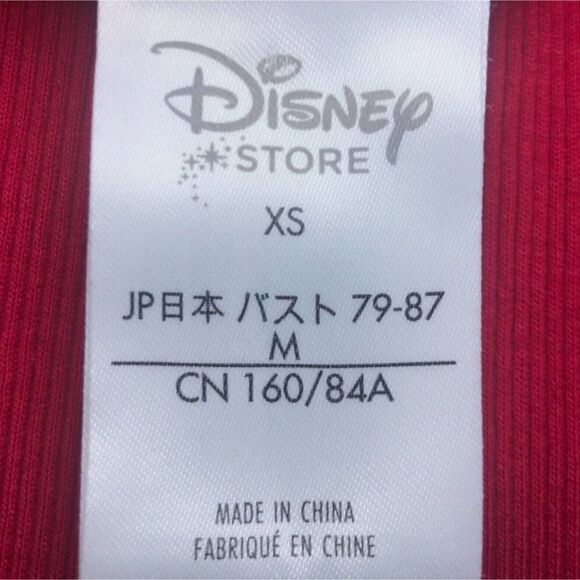 Disney
STORE
XS
JP日本 バスト 79-87
M
CN 160/84A
MADE IN CHINA
FABRIQUÉ EN CHINE